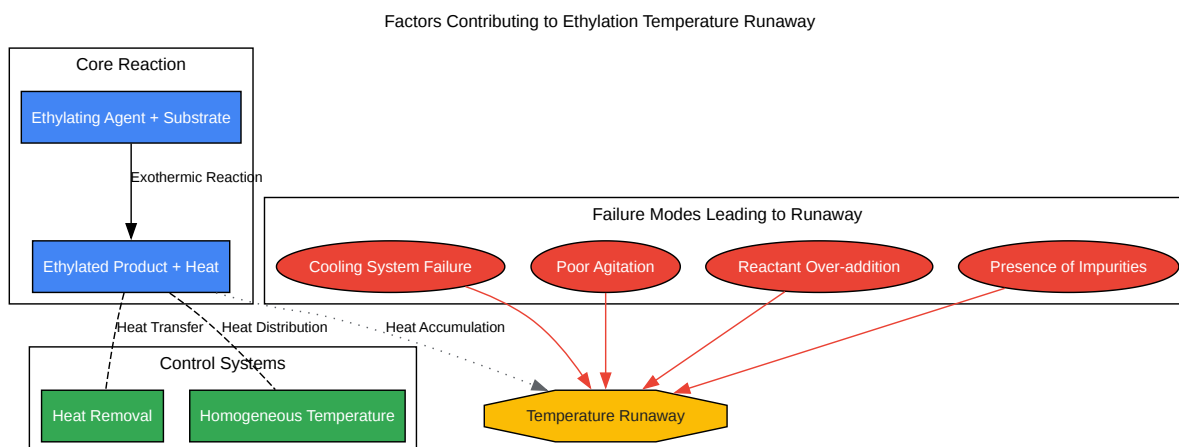 Factors Contributing to Ethylation Temperature Runaway
Core Reaction
Ethylating Agent + Substrate
Exothermic Reaction
Failure Modes Leading to Runaway
Ethylated Product + Heat
Cooling System Failure
Poor Agitation
Reactant Over-addition
Presence of Impurities
Heat Transfer
Heat Distribution
Heat Accumulation
Control Systems
Heat Removal
Homogeneous Temperature
Temperature Runaway